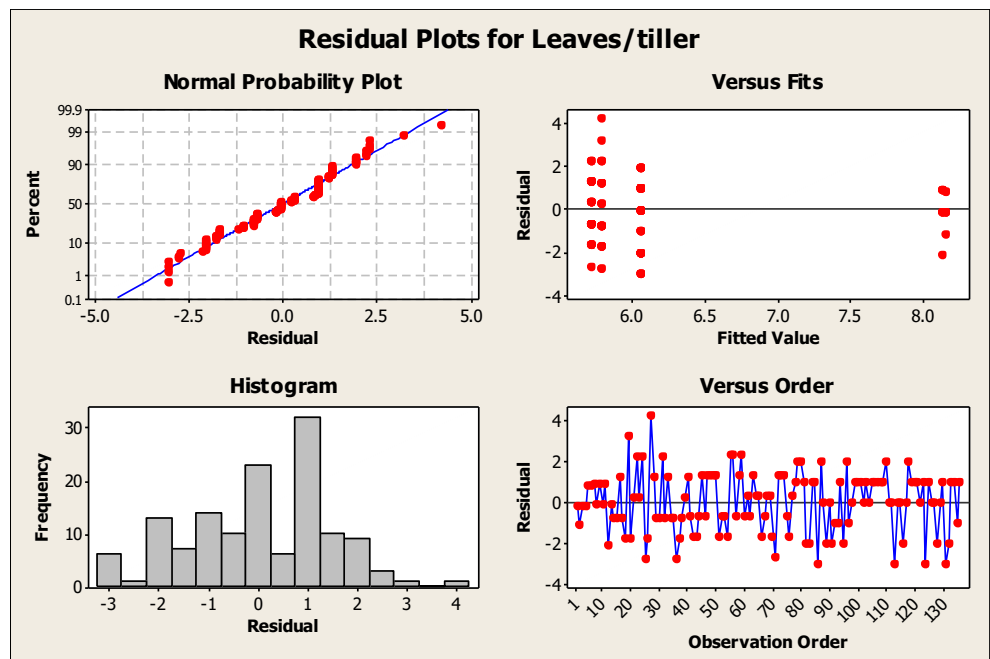 Residual Plots for Leaves/tiller
Normal Probability Plot
99.9
99
90
50
10
1
0.1
Percent
-5.0 -2.5 0.0 2.5 5.0
Residual
Versus Fits
4
2
0
-2
-4
Residual
6.0 6.5 7.0 7.5 8.0
Fitted Value
Histogram
30
20
10
0
Frequency
-3 -2 -1 0 1 2 3 4
Residual
Versus Order
4
2
0
-2
-4
Residual
1 10 20 30 40 50 60 70 80 90 100 110 120 130
Observation Order